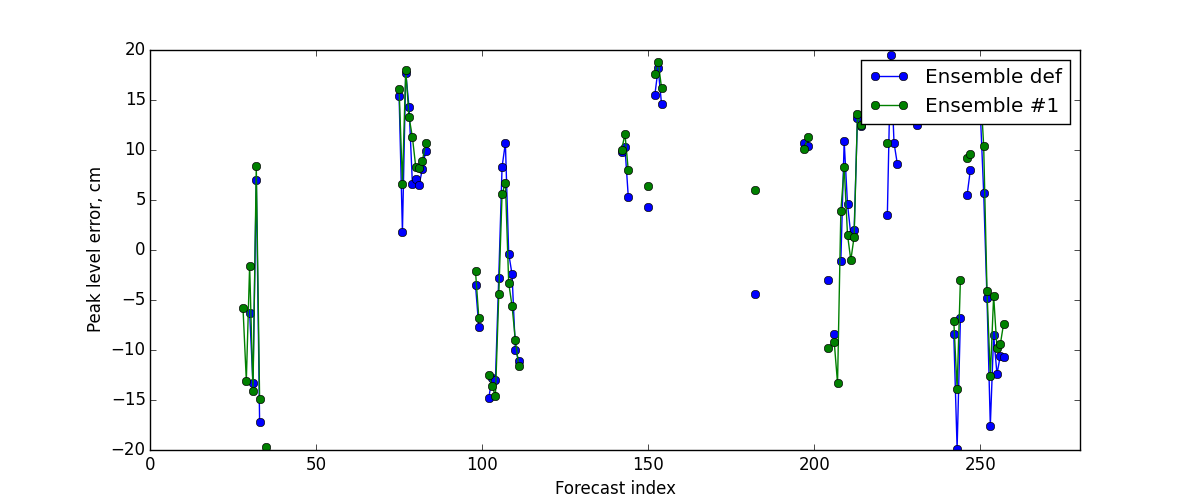 20
15
10
5
0
−5
−10
−15
−20
Peak level error, cm
0 50 100 150 200 250
Forecast index
Ensemble def
Ensemble #1